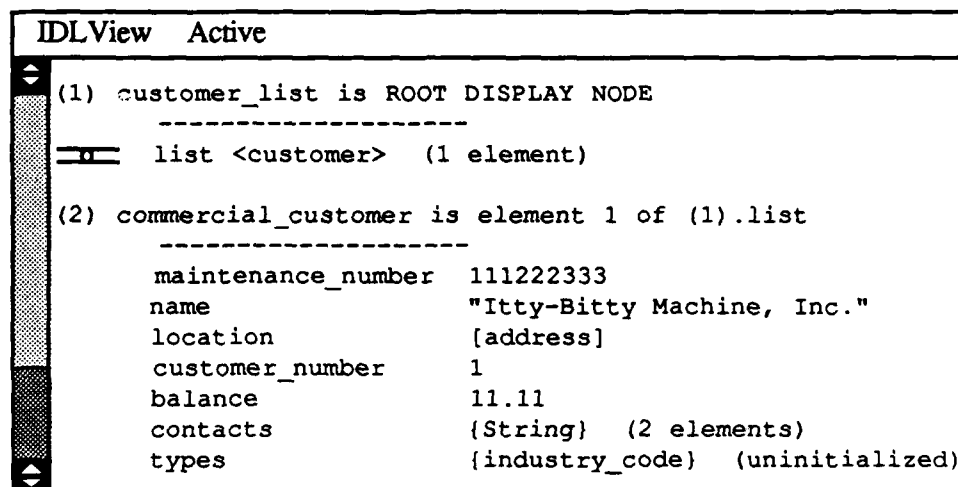 IDLView Active
(1) customer_list is ROOT DISPLAY NODE
--------------------
list <customer> (1 element)
(2) commercial_customer is element 1 of (1).list
--------------------
maintenance_number 111222333
name "Itty-Bitty Machine, Inc."
location [address]
customer_number 1
balance 11.11
contacts {String} (2 elements)
types {industry_code} (uninitialized)